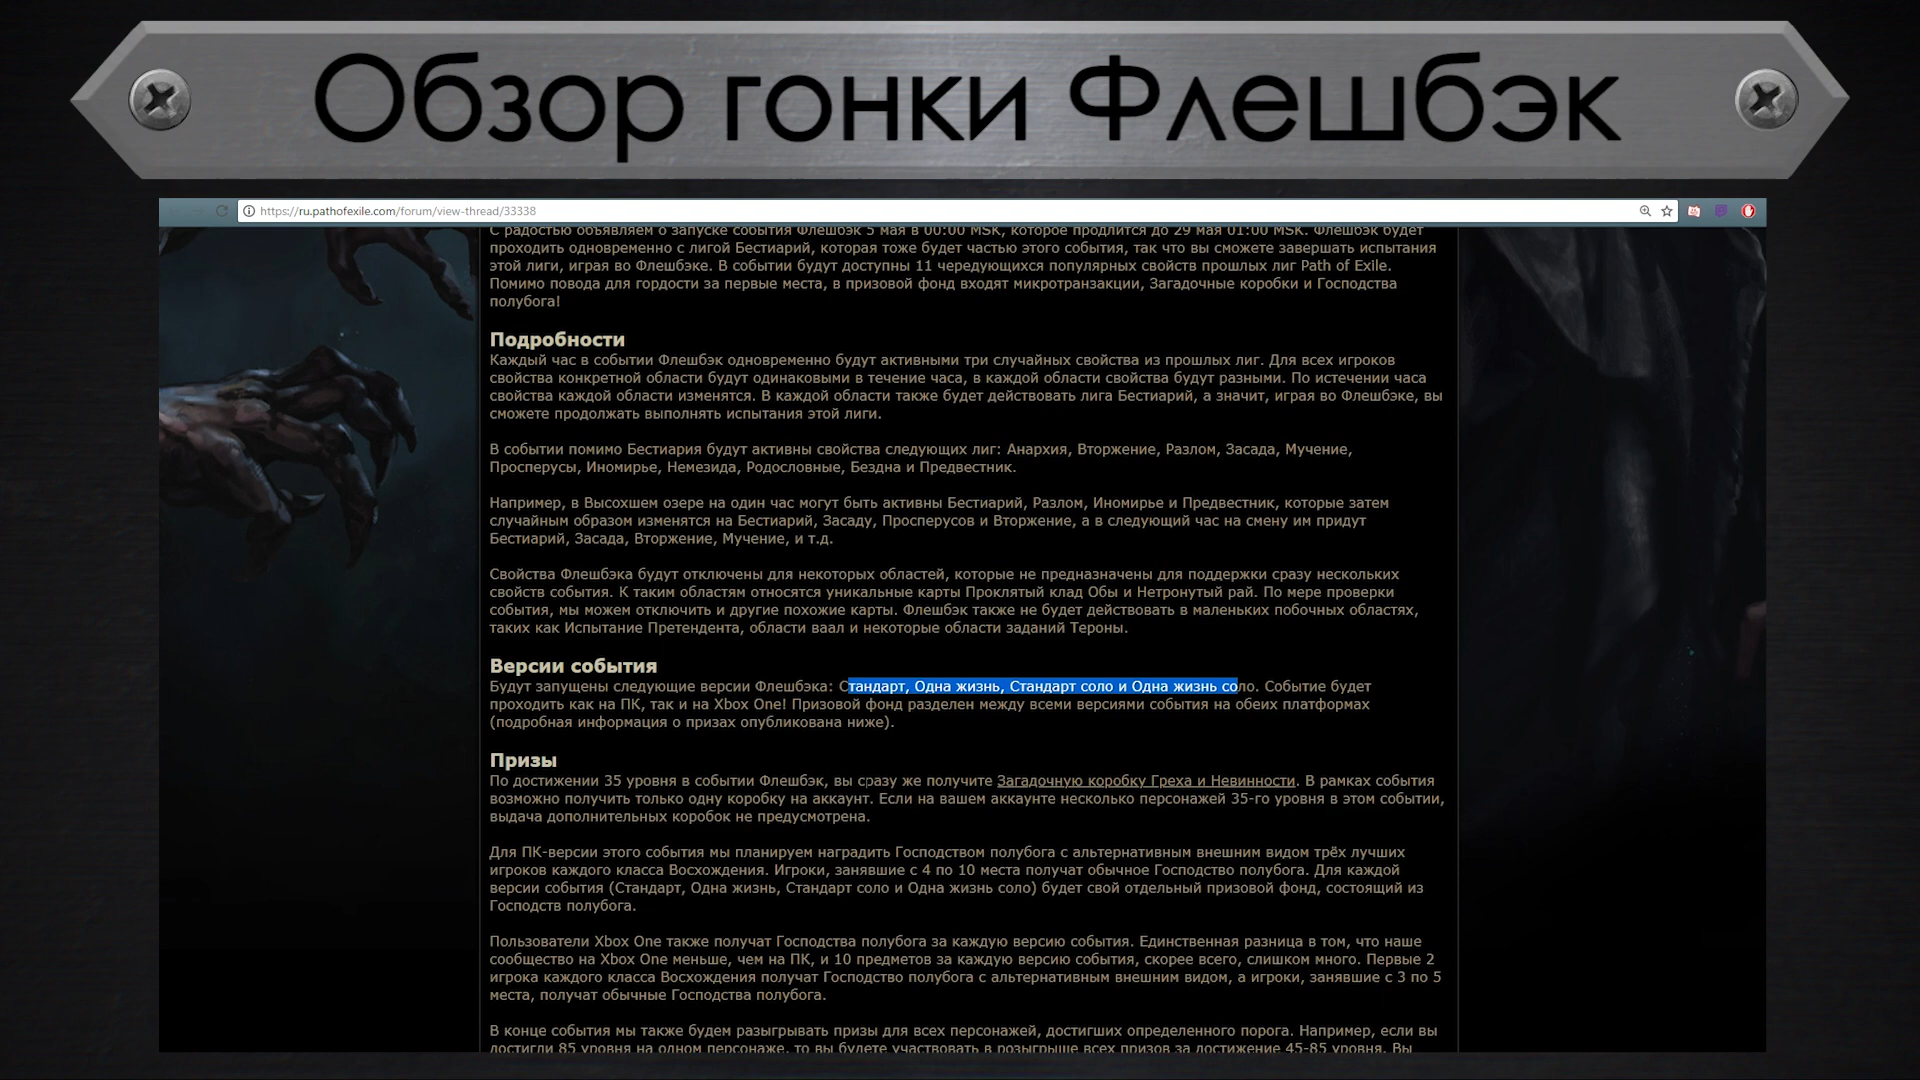 Обзор гонки Флешбэк
https://ru.pathofexile.com/forum/view-thread/33338
С радостью объявляем о запуске события Флешбэк 5 мая в 00:00 MSK, которое продлится до 29 мая 01:00 MSK. Флешбэк будет
проходить одновременно с лигой Бестиарий, которая тоже будет частью этого события, так что вы сможете завершать испытания
этой лиги, играя во Флешбэке. В событии будут доступны 11 чередующихся популярных свойств прошлых лиг Path of Exile.
Помимо повода для гордости за первые места, в призовой фонд входят микротранзакции, Загадочные коробки и Господства
полубога!
Подробности
Каждый час в событии Флешбэк одновременно будут активными три случайных свойства из прошлых лиг. Для всех игроков
свойства конкретной области будут одинаковыми в течение часа, в каждой области свойства будут разными. По истечении часа
свойства каждой области изменятся. В каждой области также будет действовать лига Бестиарий, а значит, играя во Флешбэке, вы
сможете продолжать выполнять испытания этой лиги.
В событии помимо Бестиария будут активны свойства следующих лиг: Анархия, Вторжение, Разлом, Засада, Мучение,
Просперусы, Иномирье, Немезида, Родословные, Бездна и Предвестник.
Например, в Высохшем озере на один час могут быть активны Бестиарий, Разлом, Иномирье и Предвестник, которые затем
случайным образом изменятся на Бестиарий, Засаду, Просперусов и Вторжение, а в следующий час на смену им придут
Бестиарий, Засада, Вторжение, Мучение, и т.д.
Свойства Флешбэка будут отключены для некоторых областей, которые не предназначены для поддержки сразу нескольких
свойств события. К таким областям относятся уникальные карты Проклятый клад Обы и Нетронутый рай. По мере проверки
события, мы можем отключить и другие похожие карты. Флешбэк также не будет действовать в маленьких побочных областях,
таких как Испытание Претендента, области ваал и некоторые области заданий Тероны.
Версии события
Будут запущены следующие версии Флешбэка: Стандарт, Одна жизнь, Стандарт соло и Одна жизнь соло. Событие будет
проходить как на ПК, так и на Xbox One! Призовой фонд разделен между всеми версиями события на обеих платформах
(подробная информация о призах опубликована ниже).
Призы
По достижении 35 уровня в событии Флешбэк, вы сразу же получите Загадочную коробку Греха и Невинности. В рамках события
возможно получить только одну коробку на аккаунт. Если на вашем аккаунте несколько персонажей 35-го уровня в этом событии,
выдача дополнительных коробок не предусмотрена.
Для ПК-версии этого события мы планируем наградить Господством полубога с альтернативным внешним видом трёх лучших
игроков каждого класса Восхождения. Игроки, занявшие с 4 по 10 места получат обычное Господство полубога. Для каждой
версии события (Стандарт, Одна жизнь, Стандарт соло и Одна жизнь соло) будет свой отдельный призовой фонд, состоящий из
Господств полубога.
Пользователи Xbox One также получат Господства полубога за каждую версию события. Единственная разница в том, что наше
сообщество на Xbox One меньше, чем на ПК, и 10 предметов за каждую версию события, скорее всего, слишком много. Первые 2
игрока каждого класса Восхождения получат Господство полубога с альтернативным внешним видом, а игроки, занявшие с 3 по 5
места, получат обычные Господства полубога.
В конце события мы также будем разыгрывать призы для всех персонажей, достигших определенного порога. Например, если вы
достигли 85 уровня на одном персонаже, то вы будете участвовать в розыгрыше всех призов за достижение 45-85 уровня. Вы